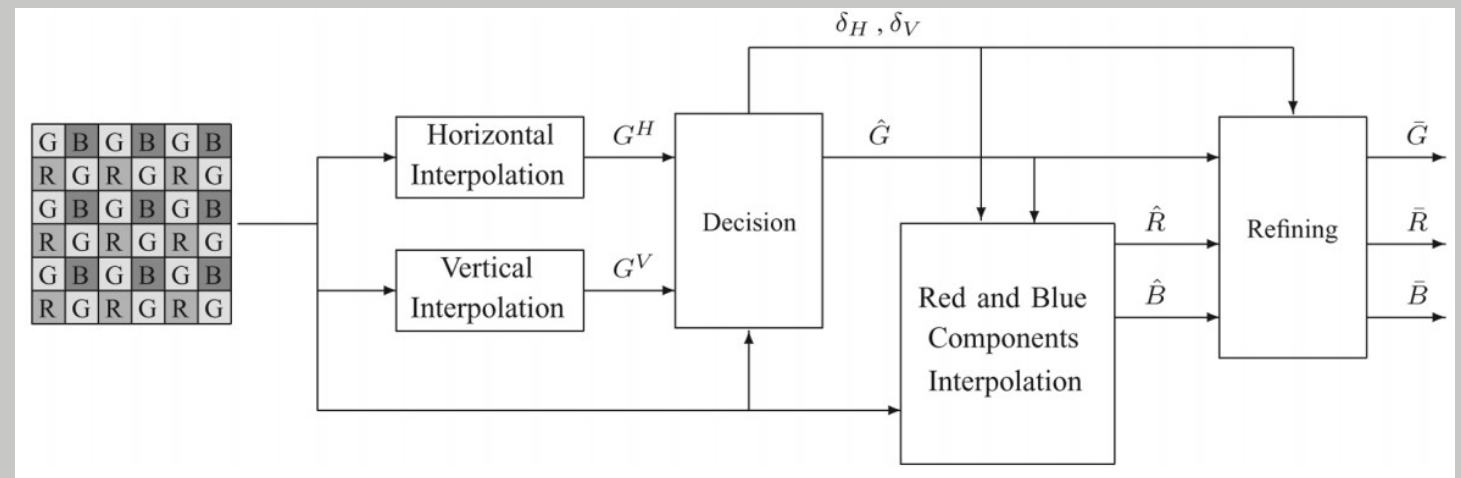 δ_H , δ_V
G B G B G B
R G R G R G
G B G B G B
R G R G R G
G B G B G B
R G R G R G
Horizontal
Interpolation
G^H
Vertical
Interpolation
G^V
Decision
Ĝ
Red and Blue
Components
Interpolation
R̂
B̂
Refining
Ḡ
R̄
B̄